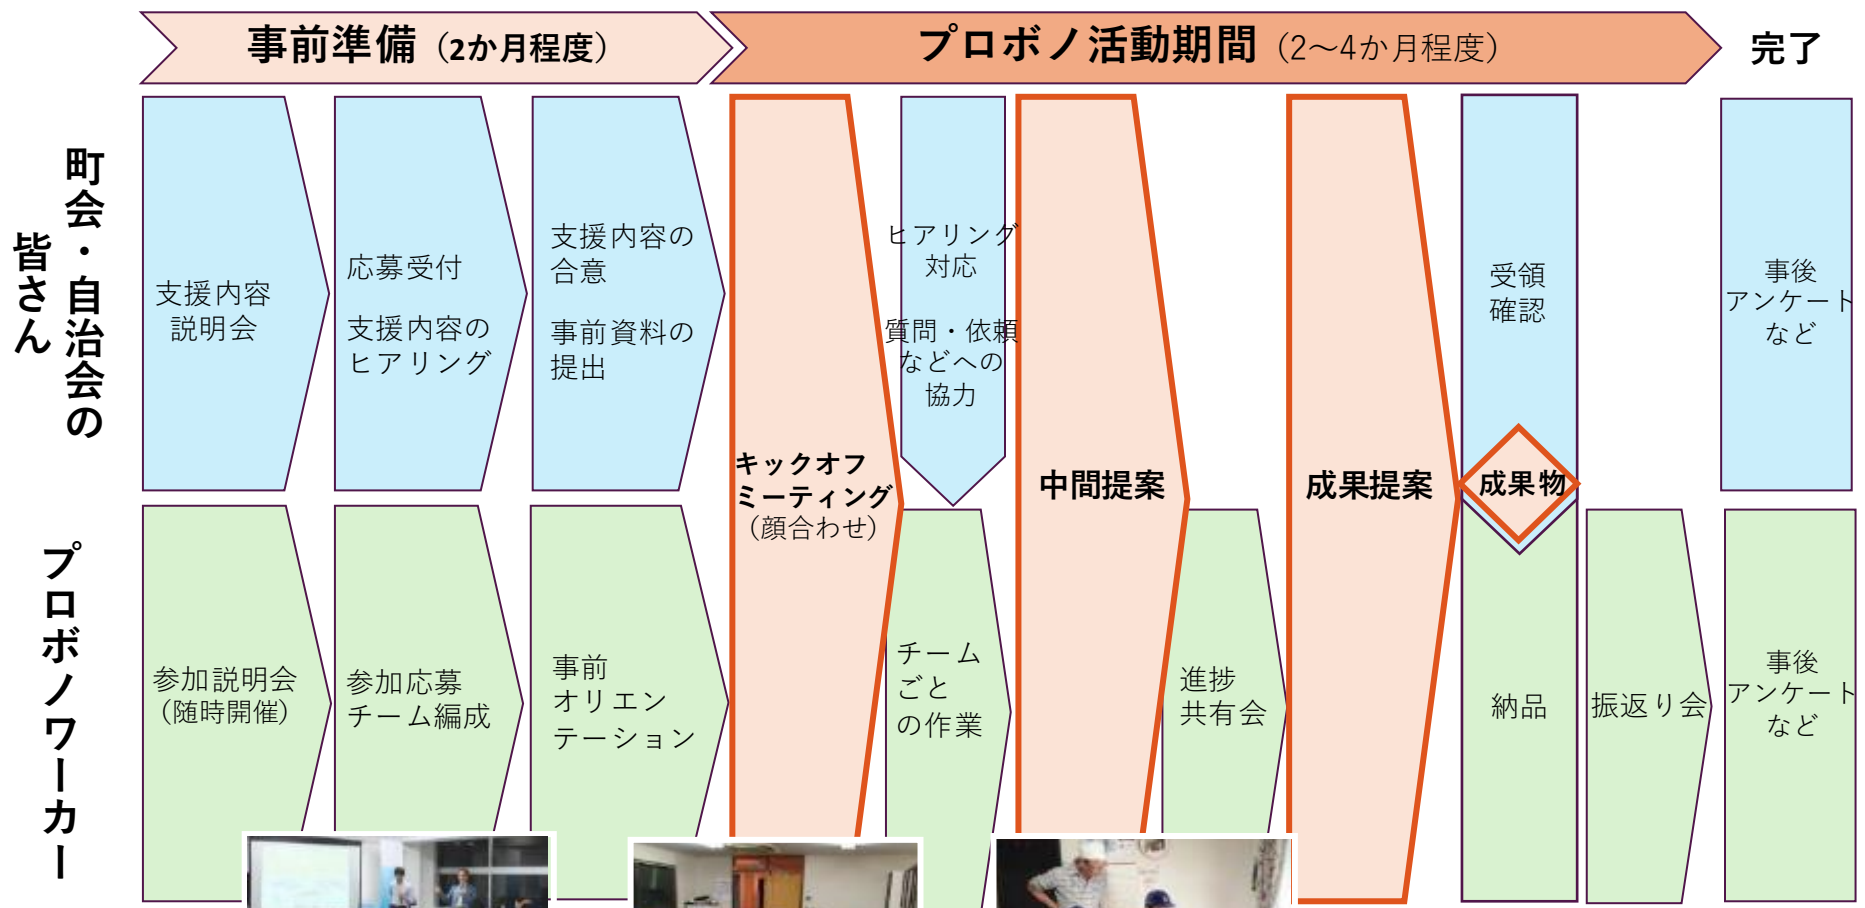 事前準備（2か月程度）
プロボノ活動期間（2～4か月程度）
完了
町会・自治会の
皆さん
支援内容
説明会
応募受付
支援内容の
ヒアリング
支援内容の
合意
事前資料の
提出
キックオフ
ミーティング
（顔合わせ）
ヒアリング
対応
質問・依頼
などへの
協力
中間提案
成果提案
受領
確認
成果物
事後
アンケート
など
プロボノワーカー
参加説明会
（随時開催）
参加応募
チーム編成
事前
オリエン
テーション
チーム
ごと
の作業
進捗
共有会
納品
振返り会
事後
アンケート
など